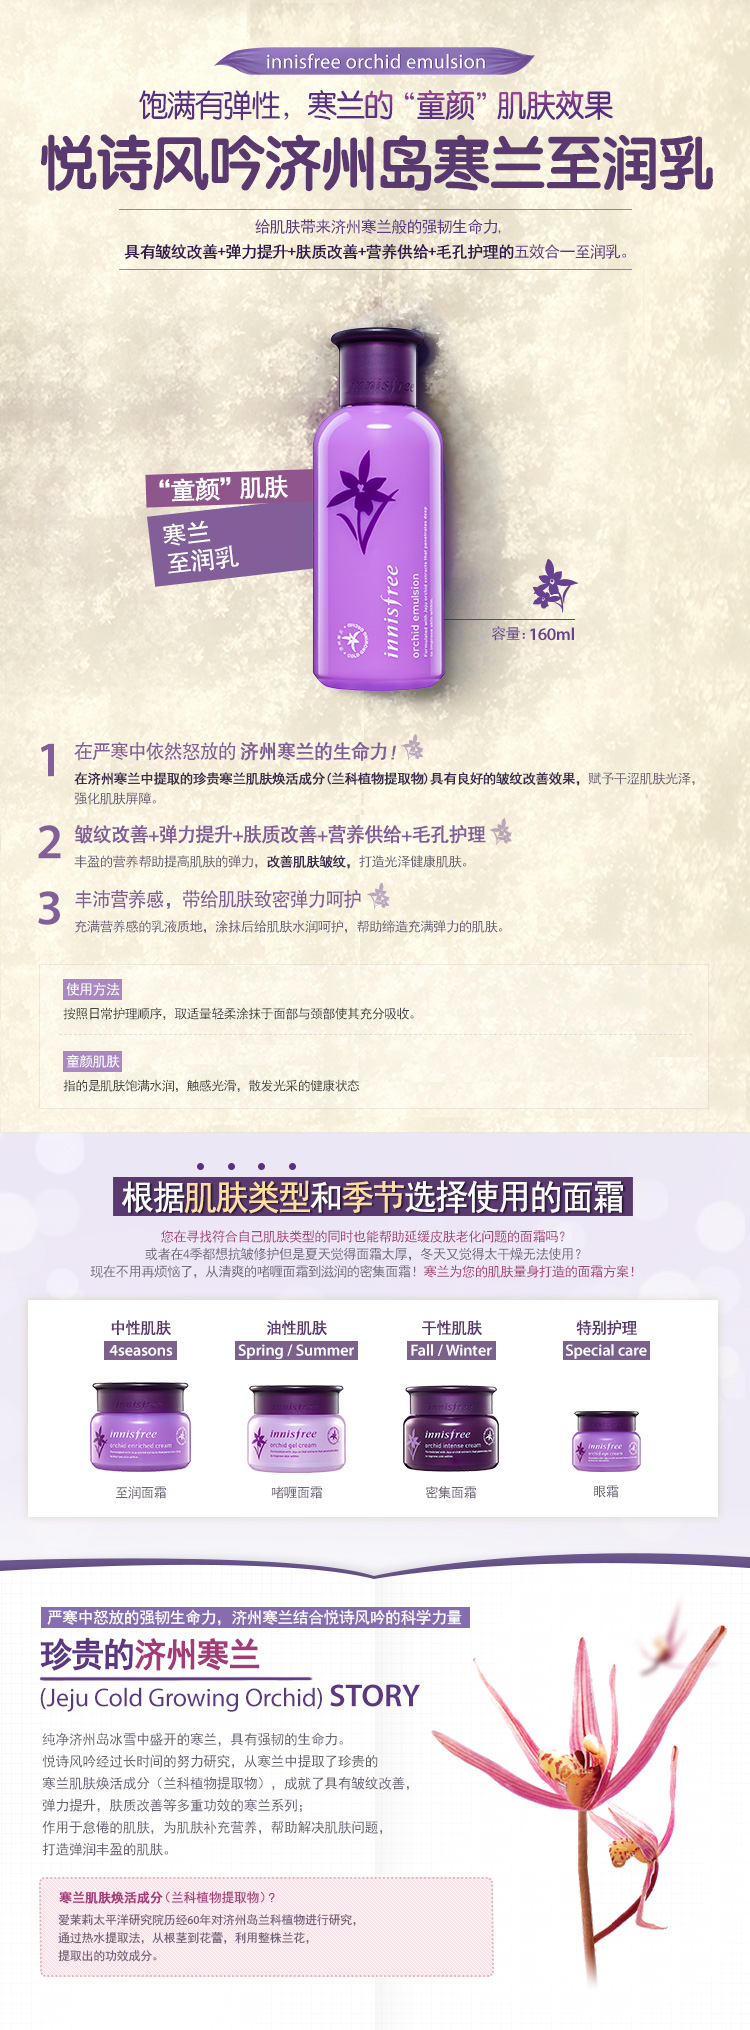 innisfree orchid emulsion
饱满有弹性，寒兰的“童颜”肌肤效果
悦诗风吟济州岛寒兰至润乳
给肌肤带来济州寒兰般的强韧生命力，
具有皱纹改善+弹力提升+肤质改善+营养供给+毛孔护理的五效合一至润乳。
innisfree
“童颜”肌肤
寒兰
至润乳
innisfree
orchid emulsion
容量：160ml
1 在严寒中依然怒放的 济州寒兰的生命力！
在济州寒兰中提取的珍贵寒兰肌肤焕活成分（兰科植物提取物）具有良好的皱纹改善效果，赋予干涩肌肤光泽，
强化肌肤屏障。
2 皱纹改善+弹力提升+肤质改善+营养供给+毛孔护理
丰盈的营养帮助提高肌肤的弹力，改善肌肤皱纹，打造光泽健康肌肤。
3 丰沛营养感，带给肌肤致密弹力呵护
充满营养感的乳液质地，涂抹后给肌肤水润呵护，帮助缔造充满弹力的肌肤。
使用方法
按照日常护理顺序，取适量轻柔涂抹于面部与颈部使其充分吸收。
童颜肌肤
指的是肌肤饱满水润，触感光滑，散发光采的健康状态
根据肌肤类型和季节选择使用的面霜
您在寻找符合自己肌肤类型的同时也能帮助延缓皮肤老化问题的面霜吗？
或者在4季都想抗皱修护但是夏天觉得面霜太厚，冬天又觉得太干燥无法使用？
现在不用再烦恼了，从清爽的啫喱面霜到滋润的密集面霜！寒兰为您的肌肤量身打造的面霜方案！
中性肌肤 油性肌肤 干性肌肤 特别护理
4seasons Spring / Summer Fall / Winter Special care
innisfree innisfree innisfree innisfree
orchid enriched cream orchid gel cream orchid intense cream orchid eye cream
至润面霜 啫喱面霜 密集面霜 眼霜
严寒中怒放的强韧生命力，济州寒兰结合悦诗风吟的科学力量
珍贵的济州寒兰
(Jeju Cold Growing Orchid) STORY
纯净济州岛冰雪中盛开的寒兰，具有强韧的生命力。
悦诗风吟经过长时间的努力研究，从寒兰中提取了珍贵的
寒兰肌肤焕活成分（兰科植物提取物），成就了具有皱纹改善，
弹力提升，肤质改善等多重功效的寒兰系列；
作用于怠倦的肌肤，为肌肤补充营养，帮助解决肌肤问题，
打造弹润丰盈的肌肤。
寒兰肌肤焕活成分（兰科植物提取物）？
爱茉莉太平洋研究院历经60年对济州岛兰科植物进行研究，
通过热水提取法，从根茎到花蕾，利用整株兰花，
提取出的功效成分。